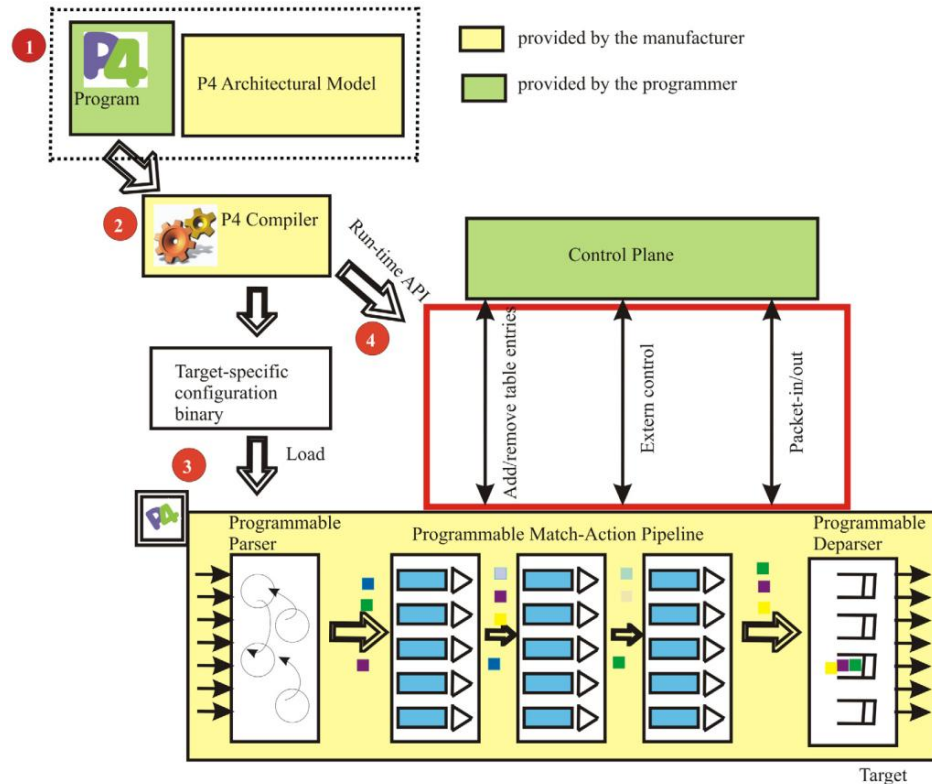 1
P4
Program
P4 Architectural Model
provided by the manufacturer
provided by the programmer
2
P4 Compiler
Run-time API
4
Control Plane
Target-specific
configuration
binary
Add/remove table entries
Extern control
Packet-in/out
3
Load
P4
Programmable
Parser
Programmable Match-Action Pipeline
Programmable
Deparser
Target